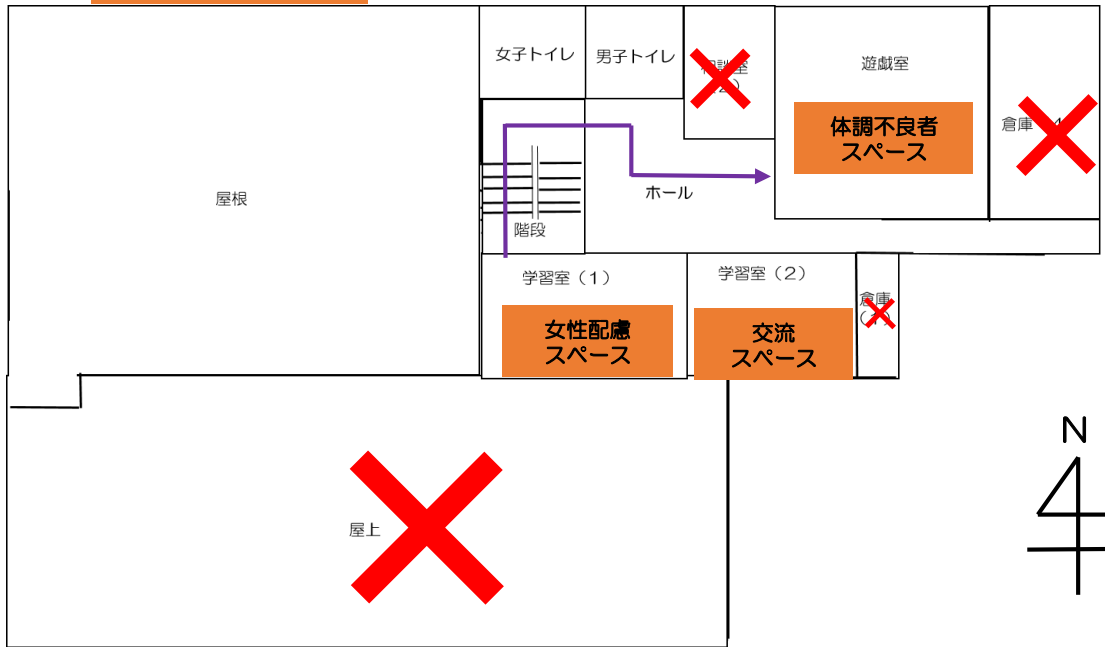 女子トイレ
男子トイレ
相談室
遊戯室
体調不良者
スペース
倉庫
屋根
ホール
階段
学習室（1）
学習室（2）
倉庫
女性配慮
スペース
交流
スペース
屋上
N